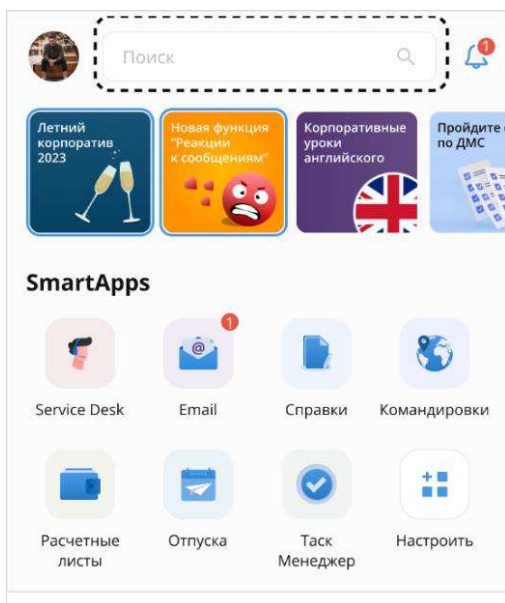 Поиск
1
Летний
корпоратив
2023
Новая функция
"Реакции
к сообщениям"
Корпоративные
уроки
английского
Пройдите
по ДМС
SmartApps
1
Service Desk
Email
Справки
Командировки
Расчетные
листы
Отпуска
Таск
Менеджер
Настроить